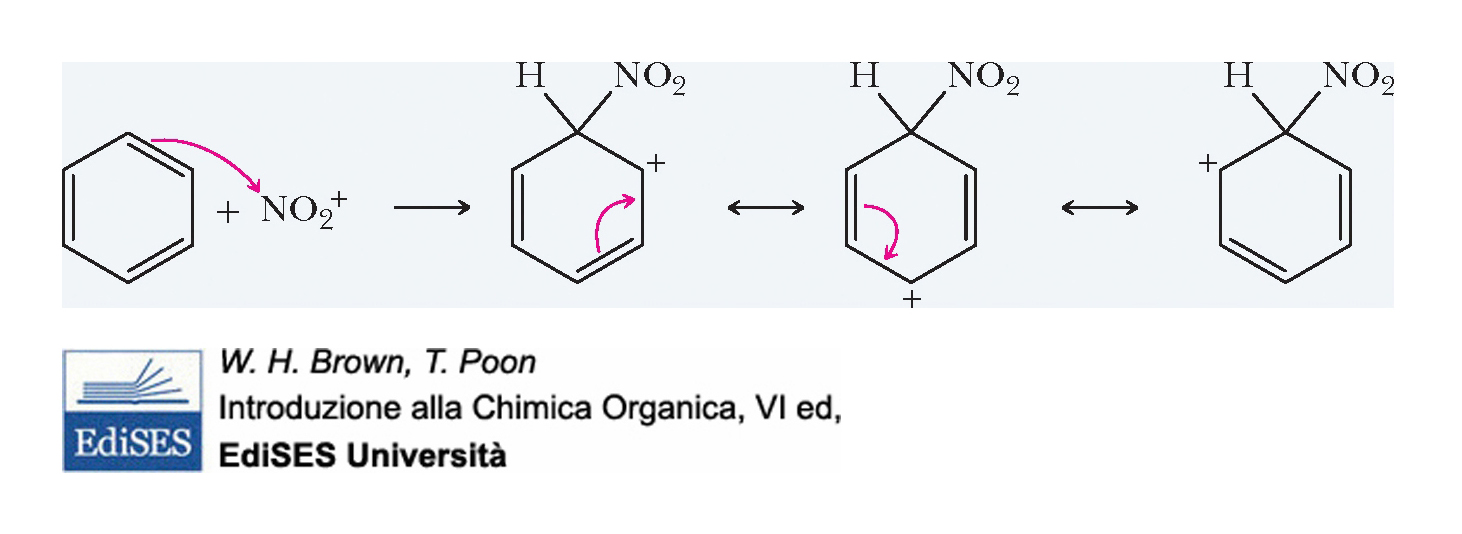 H NO₂ H NO₂ H NO₂
+ +
+ NO₂⁺
+
W. H. Brown, T. Poon
Introduzione alla Chimica Organica, VI ed,
EdiSES
EdiSES Università